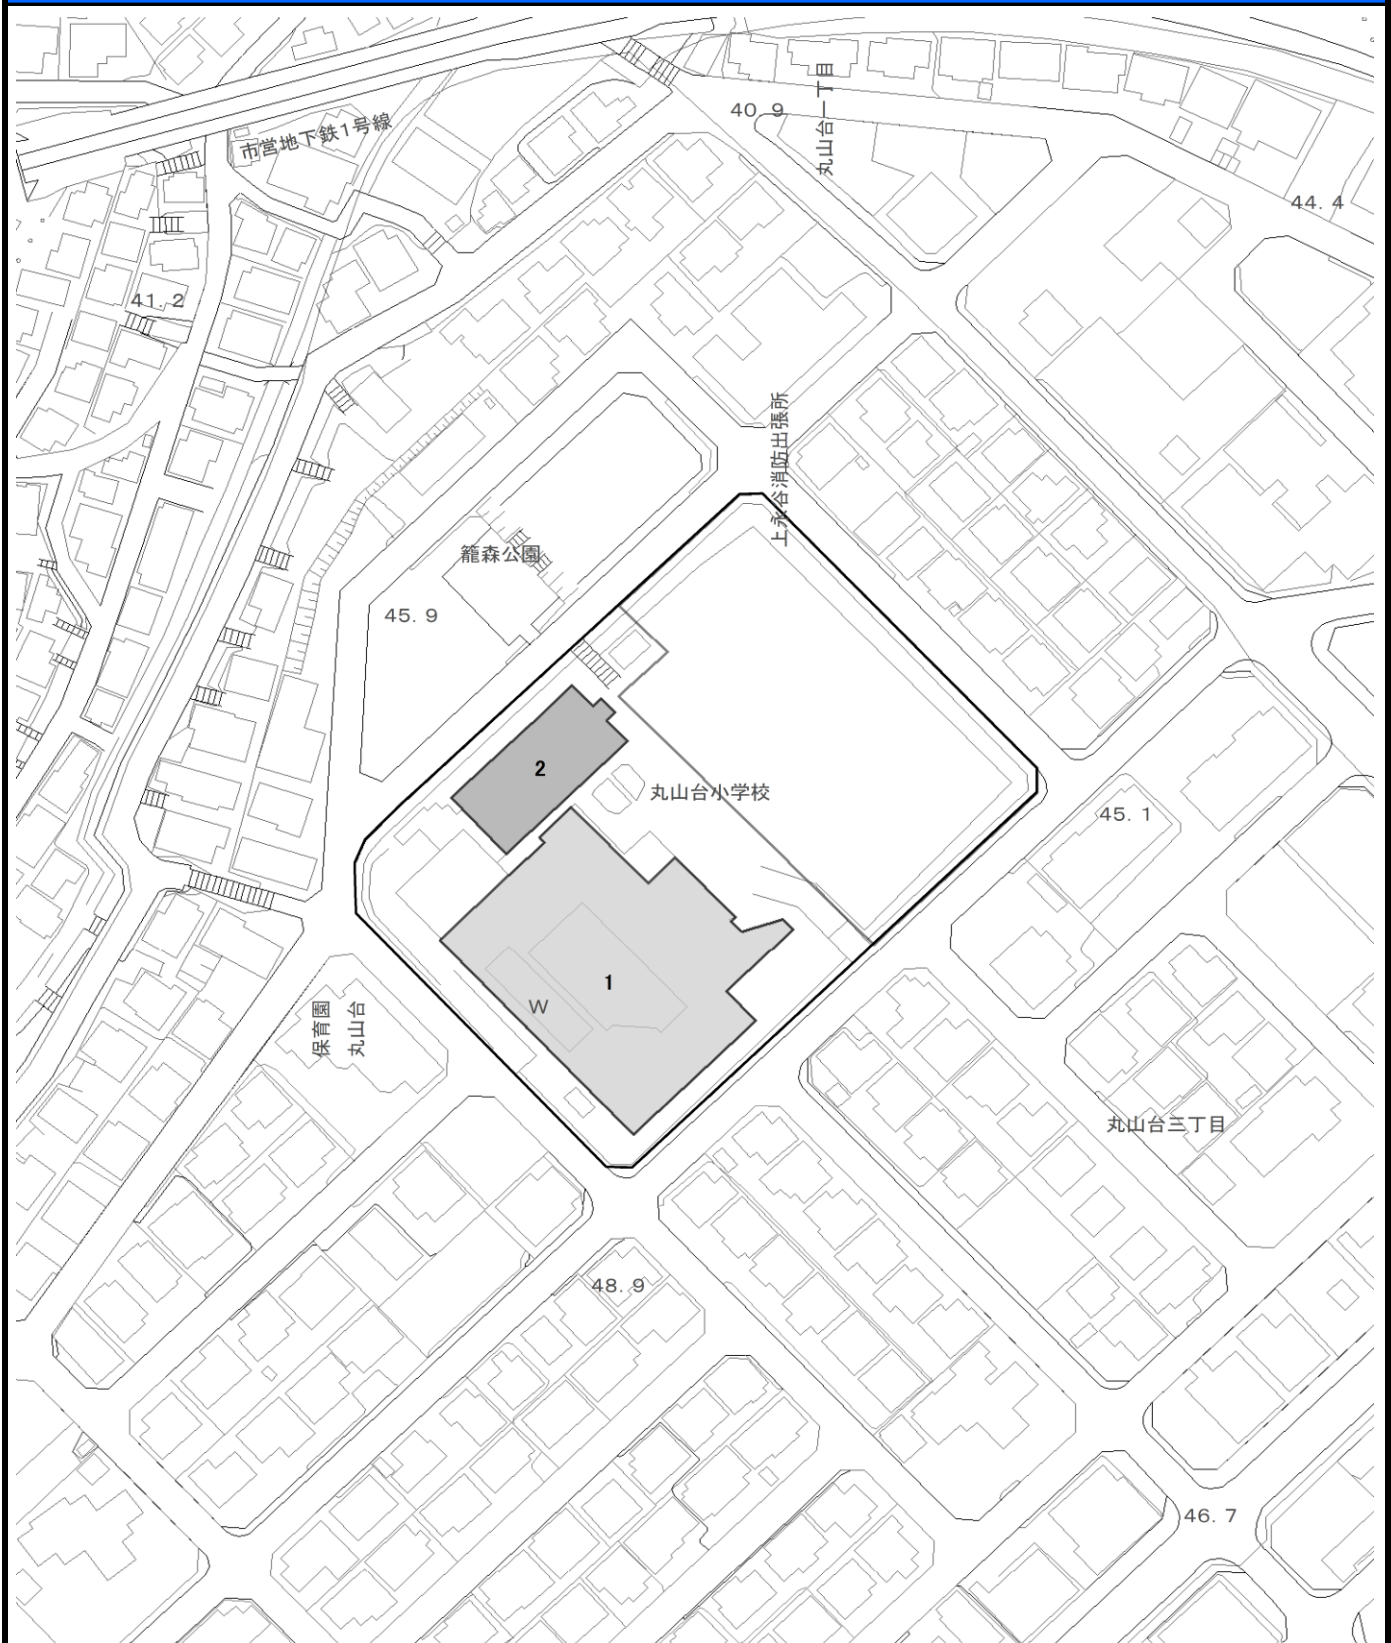 40.9
丸山台一丁目
市営地下鉄1号線
44.4
41.2
上永谷消防出張所
籠森公園
45.9
2
丸山台小学校
45.1
1
W
丸山台
保育園
丸山台三丁目
48.9
46.7